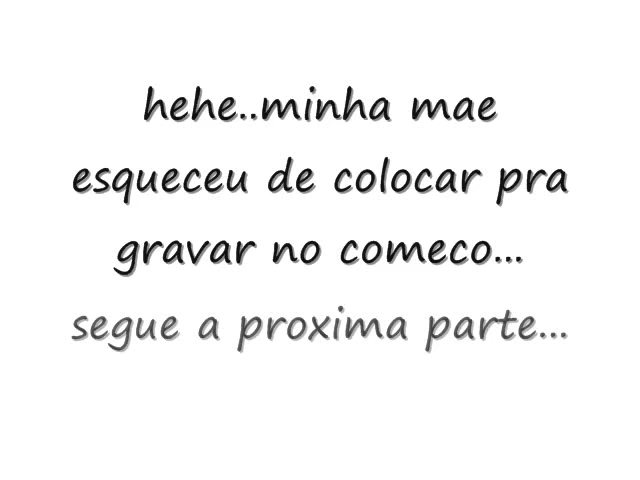 hehe..minha mae
esqueceu de colocar pra
gravar no comeco...
segue a proxima parte...